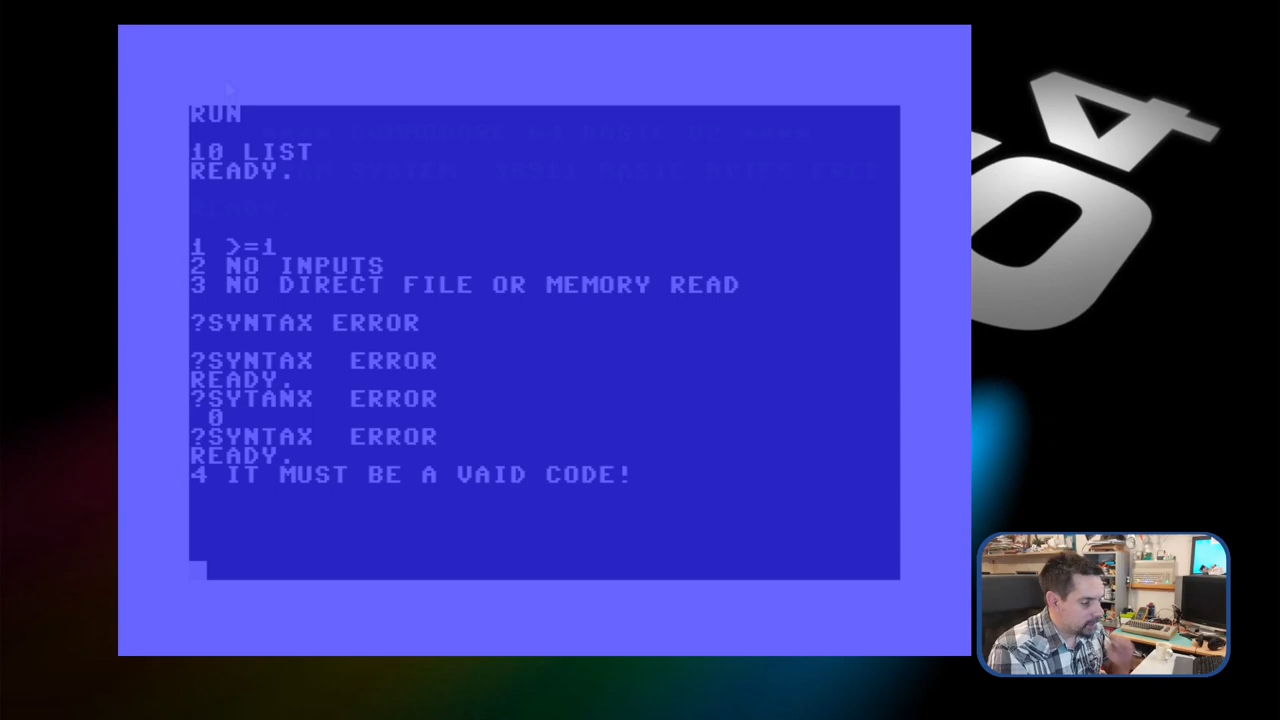 RUN
10 LIST
READY.
1 >=1
2 NO INPUTS
3 NO DIRECT FILE OR MEMORY READ
?SYNTAX ERROR
?SYNTAX  ERROR
READY.
?SYTANX  ERROR
0
?SYNTAX  ERROR
READY.
4 IT MUST BE A VAID CODE!